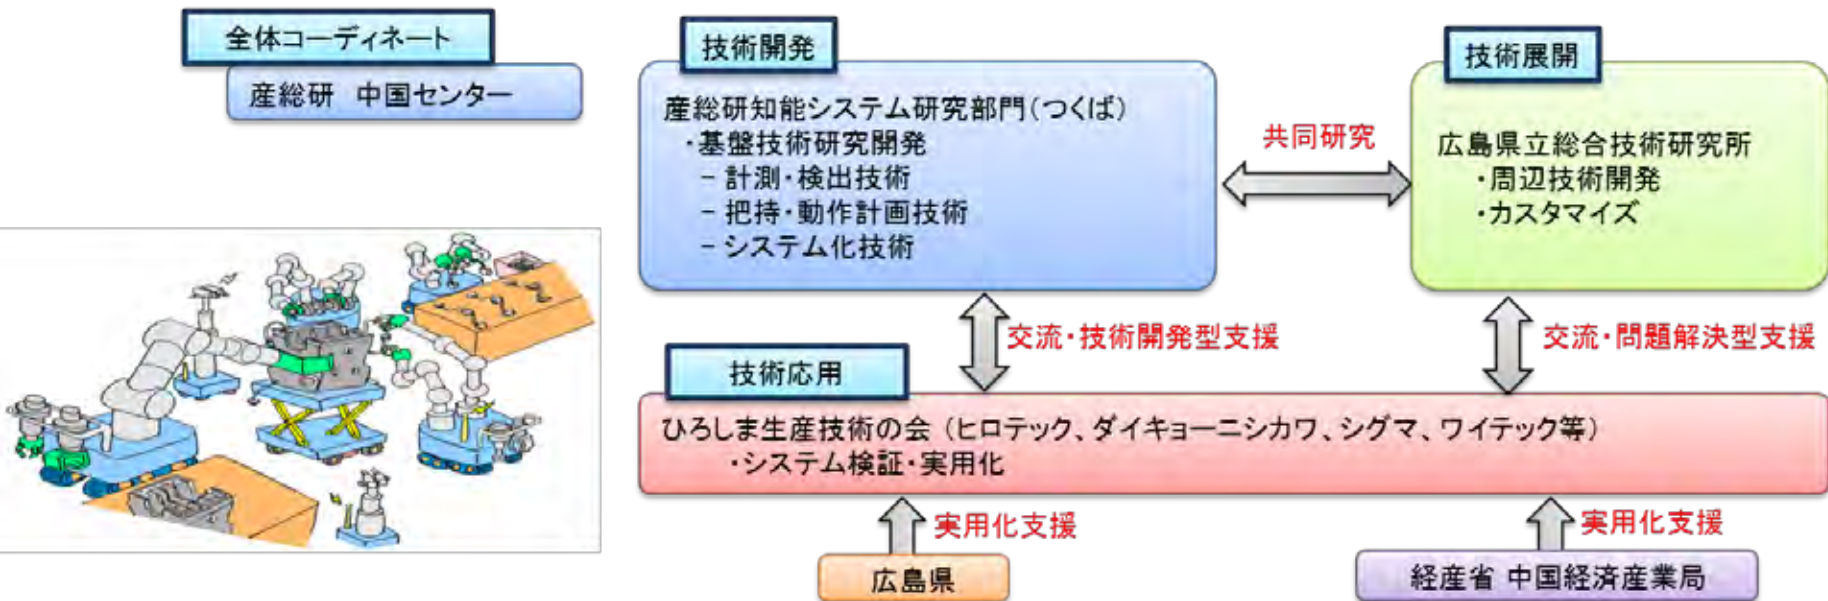 全体コーディネート
産総研 中国センター
技術開発
産総研知能システム研究部門(つくば)
・基盤技術研究開発
－計測・検出技術
－把持・動作計画技術
－システム化技術
共同研究
技術展開
広島県立総合技術研究所
・周辺技術開発
・カスタマイズ
交流・技術開発型支援
交流・問題解決型支援
技術応用
ひろしま生産技術の会(ヒロテック、ダイキョーニシカワ、シグマ、ワイテック等)
・システム検証・実用化
実用化支援
実用化支援
広島県
経産省 中国経済産業局